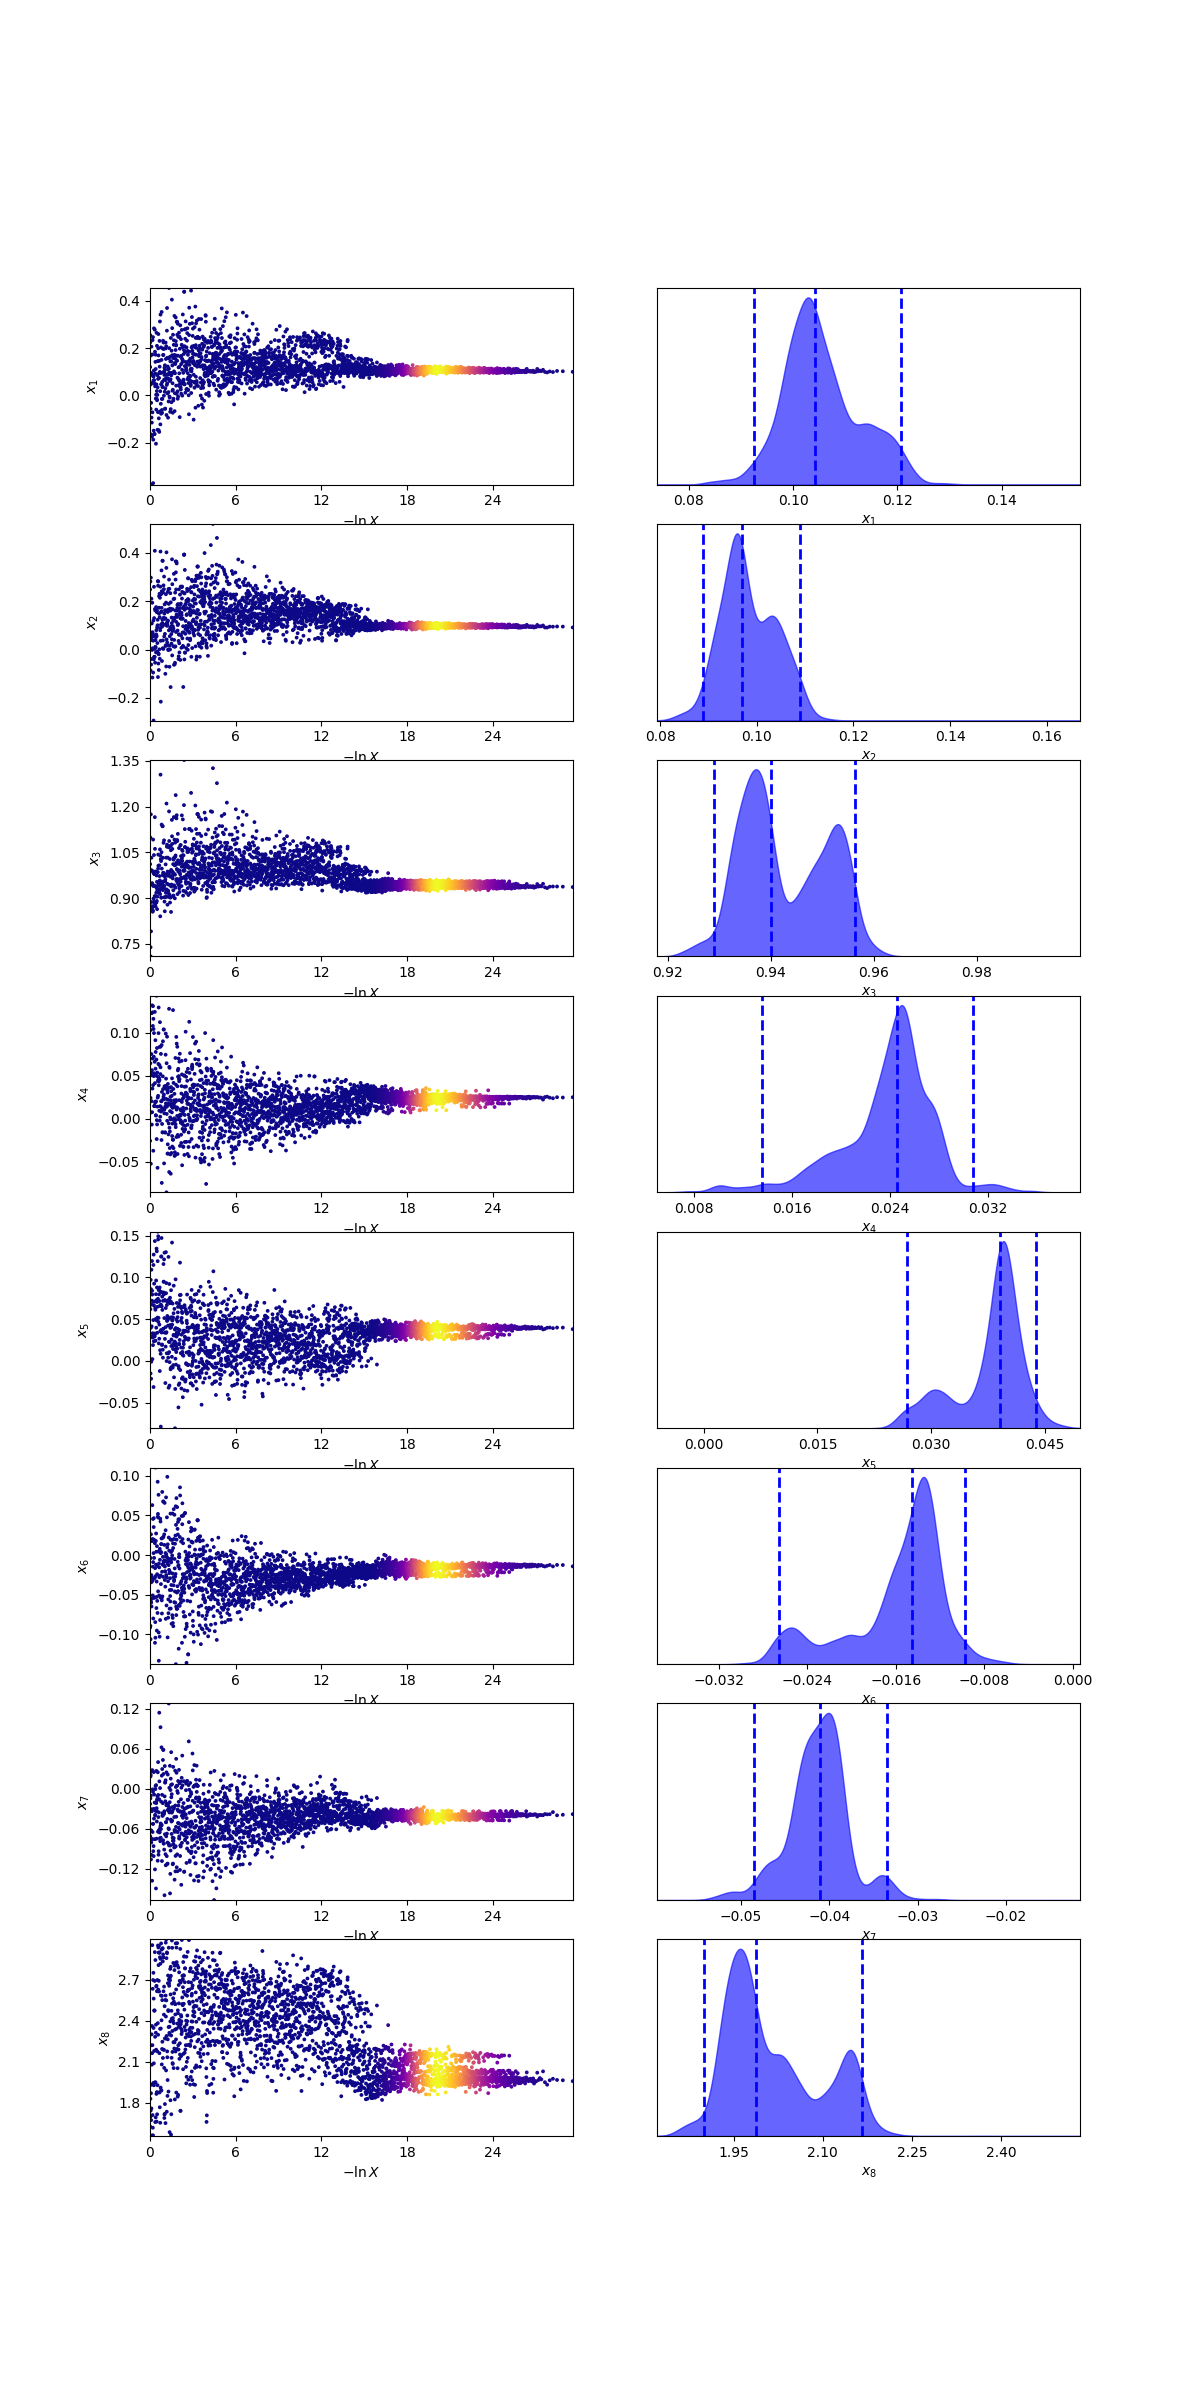 0.4
0.2
0.0
−0.2
x₁
0 6 12 18 24
−ln X
0.08 0.10 0.12 0.14
x₁
0.4
0.2
0.0
−0.2
x₂
0 6 12 18 24
−ln X
0.08 0.10 0.12 0.14 0.16
x₂
1.35
1.20
1.05
0.90
0.75
x₃
0 6 12 18 24
−ln X
0.92 0.94 0.96 0.98
x₃
0.10
0.05
0.00
−0.05
x₄
0 6 12 18 24
−ln X
0.008 0.016 0.024 0.032
x₄
0.15
0.10
0.05
0.00
−0.05
x₅
0 6 12 18 24
−ln X
0.000 0.015 0.030 0.045
x₅
0.10
0.05
0.00
−0.05
−0.10
x₆
0 6 12 18 24
−ln X
−0.032 −0.024 −0.016 −0.008 0.000
x₆
0.12
0.06
0.00
−0.06
−0.12
x₇
0 6 12 18 24
−ln X
−0.05 −0.04 −0.03 −0.02
x₇
2.7
2.4
2.1
1.8
x₈
0 6 12 18 24
−ln X
1.95 2.10 2.25 2.40
x₈